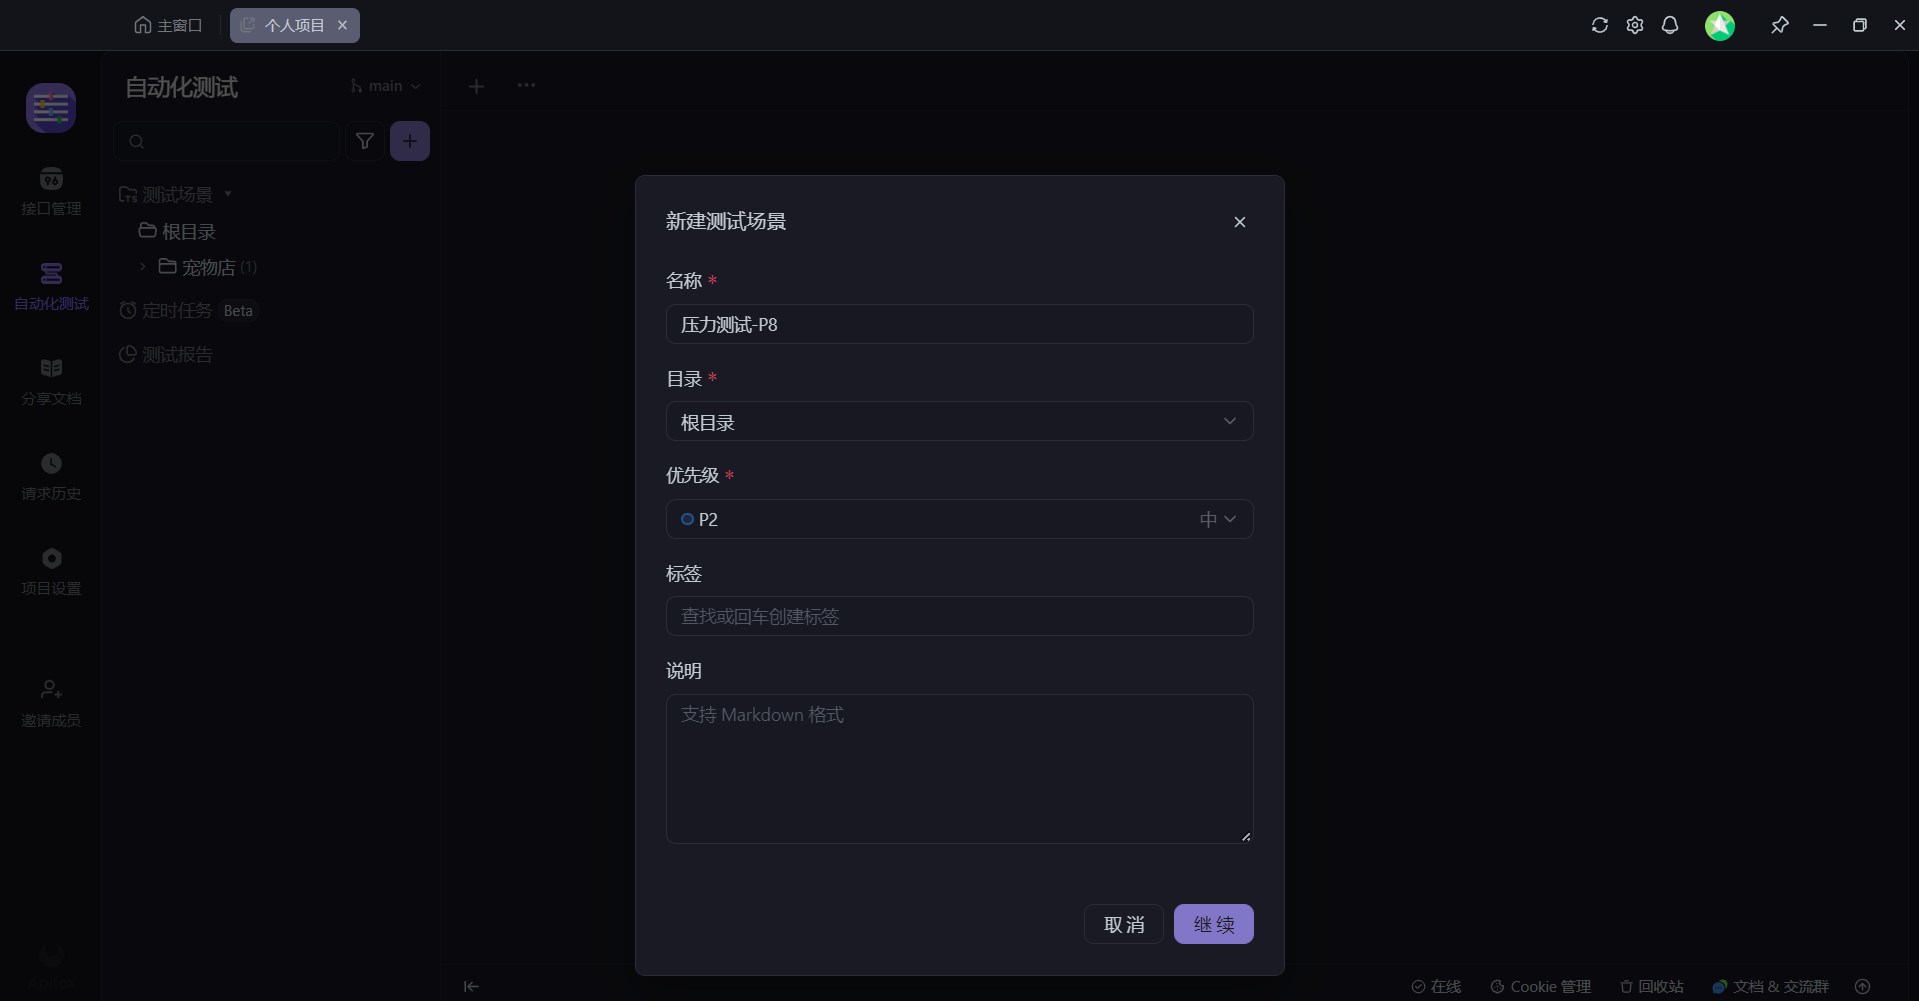 主窗口
个人项目
自动化测试
main
接口管理
自动化测试
分享文档
请求历史
项目设置
邀请成员
测试场景
根目录
宠物店 (1)
定时任务 Beta
测试报告
新建测试场景
名称 *
压力测试-P8
目录 *
根目录
优先级 *
P2 中
标签
查找或回车创建标签
说明
支持 Markdown 格式
取消 继续
在线 Cookie 管理 回收站 文档 & 交流群